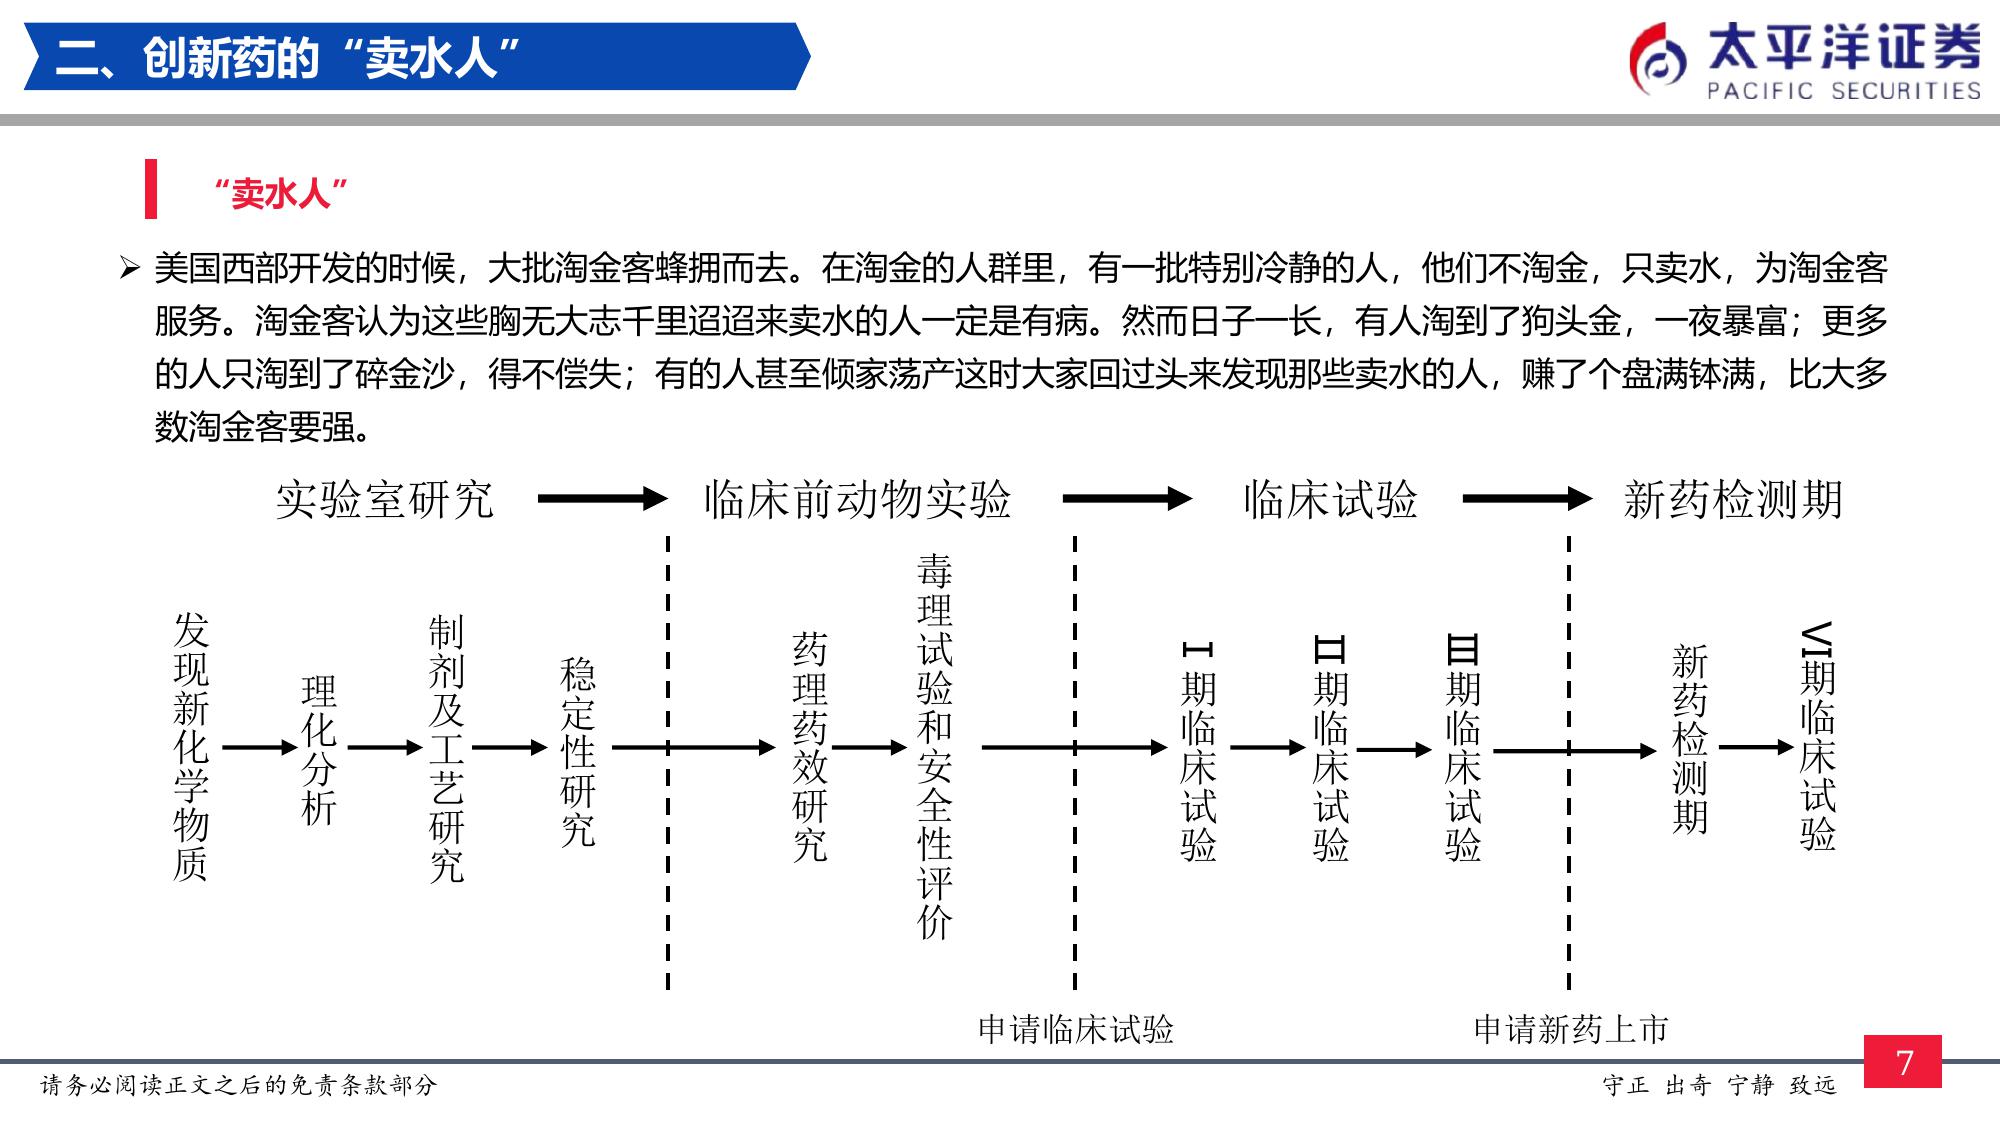 二、创新药的“卖水人”
太平洋证券
PACIFIC SECURITIES
“卖水人”
➢ 美国西部开发的时候，大批淘金客蜂拥而去。在淘金的人群里，有一批特别冷静的人，他们不淘金，只卖水，为淘金客
服务。淘金客认为这些胸无大志千里迢迢来卖水的人一定是有病。然而日子一长，有人淘到了狗头金，一夜暴富；更多
的人只淘到了碎金沙，得不偿失；有的人甚至倾家荡产这时大家回过头来发现那些卖水的人，赚了个盘满钵满，比大多
数淘金客要强。
实验室研究
临床前动物实验
临床试验
新药检测期
发现新化学物质
理化分析
制剂及工艺研究
稳定性研究
药理药效研究
毒理试验和安全性评价
I期临床试验
II期临床试验
III期临床试验
新药检测期
VI期临床试验
申请临床试验
申请新药上市
请务必阅读正文之后的免责条款部分
守正 出奇 宁静 致远
7